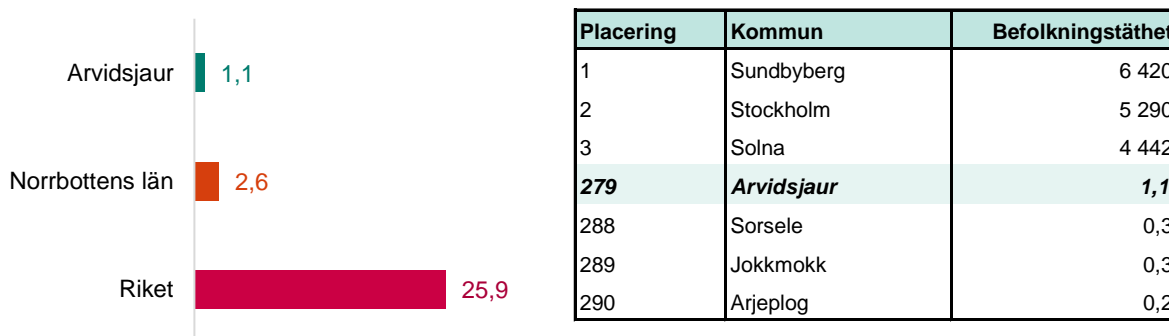 Arvidsjaur 1,1
Norrbottens län 2,6
Riket 25,9
Placering Kommun Befolkningstäthet
1 Sundbyberg 6 420
2 Stockholm 5 290
3 Solna 4 442
279 Arvidsjaur 1,1
288 Sorsele 0,3
289 Jokkmokk 0,3
290 Arjeplog 0,2